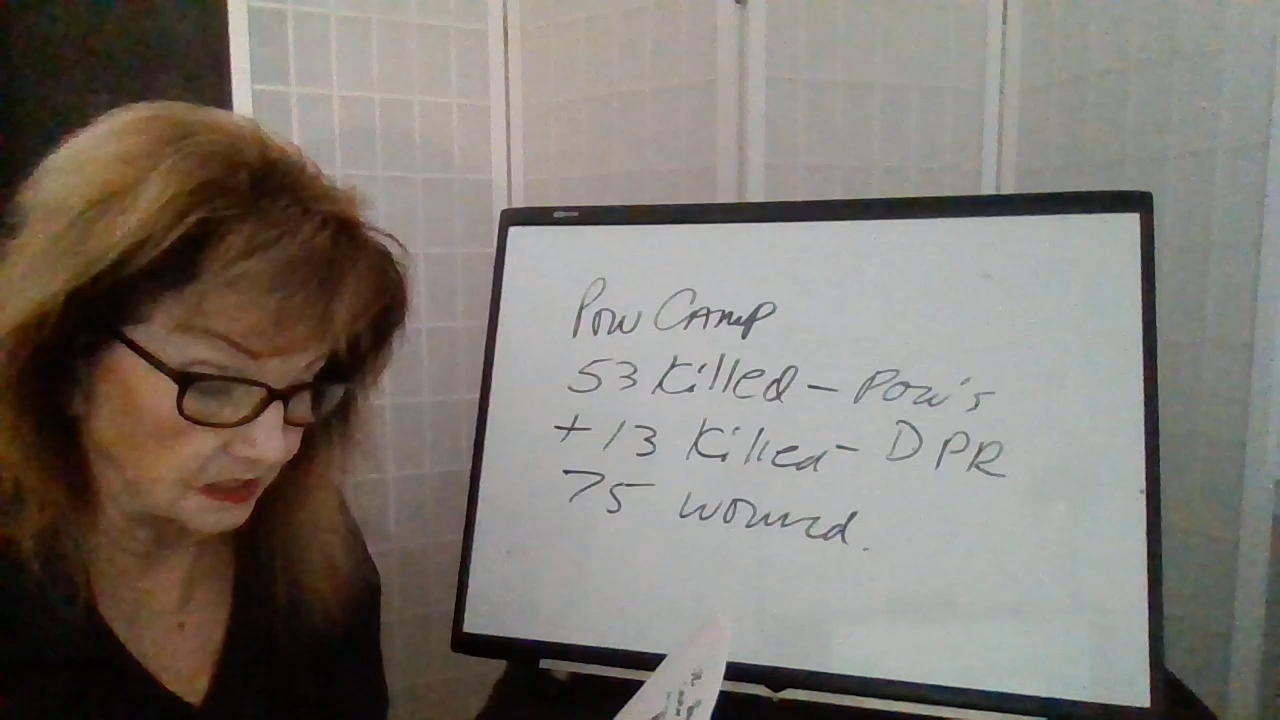 POW CAMP
53 Killed - POW's
+ 13 Killed - DPR
75 wound.